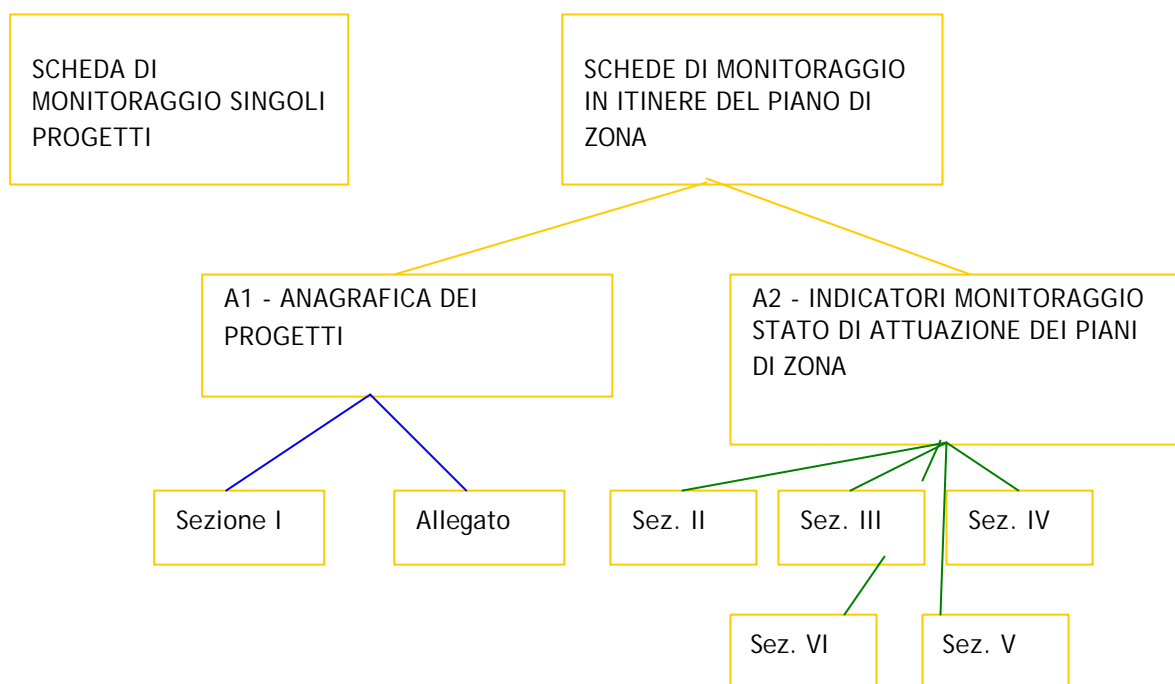 SCHEDA DI
MONITORAGGIO SINGOLI
PROGETTI
SCHEDE DI MONITORAGGIO
IN ITINERE DEL PIANO DI
ZONA
A1 - ANAGRAFICA DEI
PROGETTI
A2 - INDICATORI MONITORAGGIO
STATO DI ATTUAZIONE DEI PIANI
DI ZONA
Sezione I
Allegato
Sez. II
Sez. III
Sez. IV
Sez. VI
Sez. V